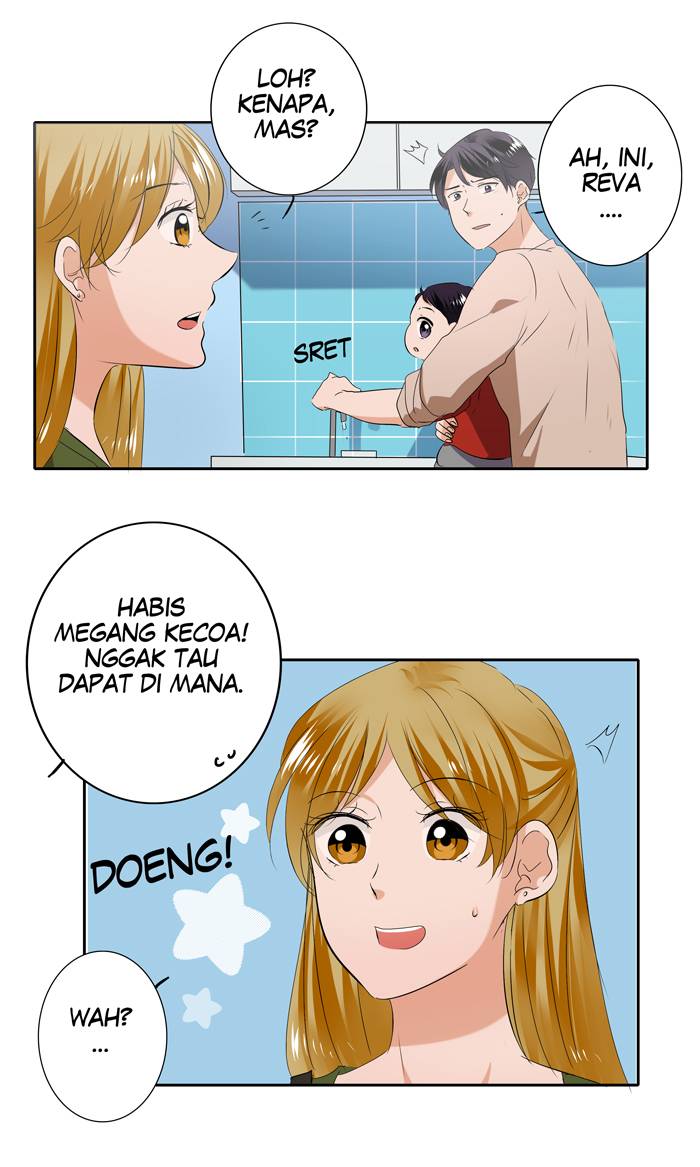 LOH?
KENAPA,
MAS?
AH, INI,
REVA
....
SRET
HABIS
MEGANG KECOA!
NGGAK TAU
DAPAT DI MANA.
DOENG!
WAH?
...